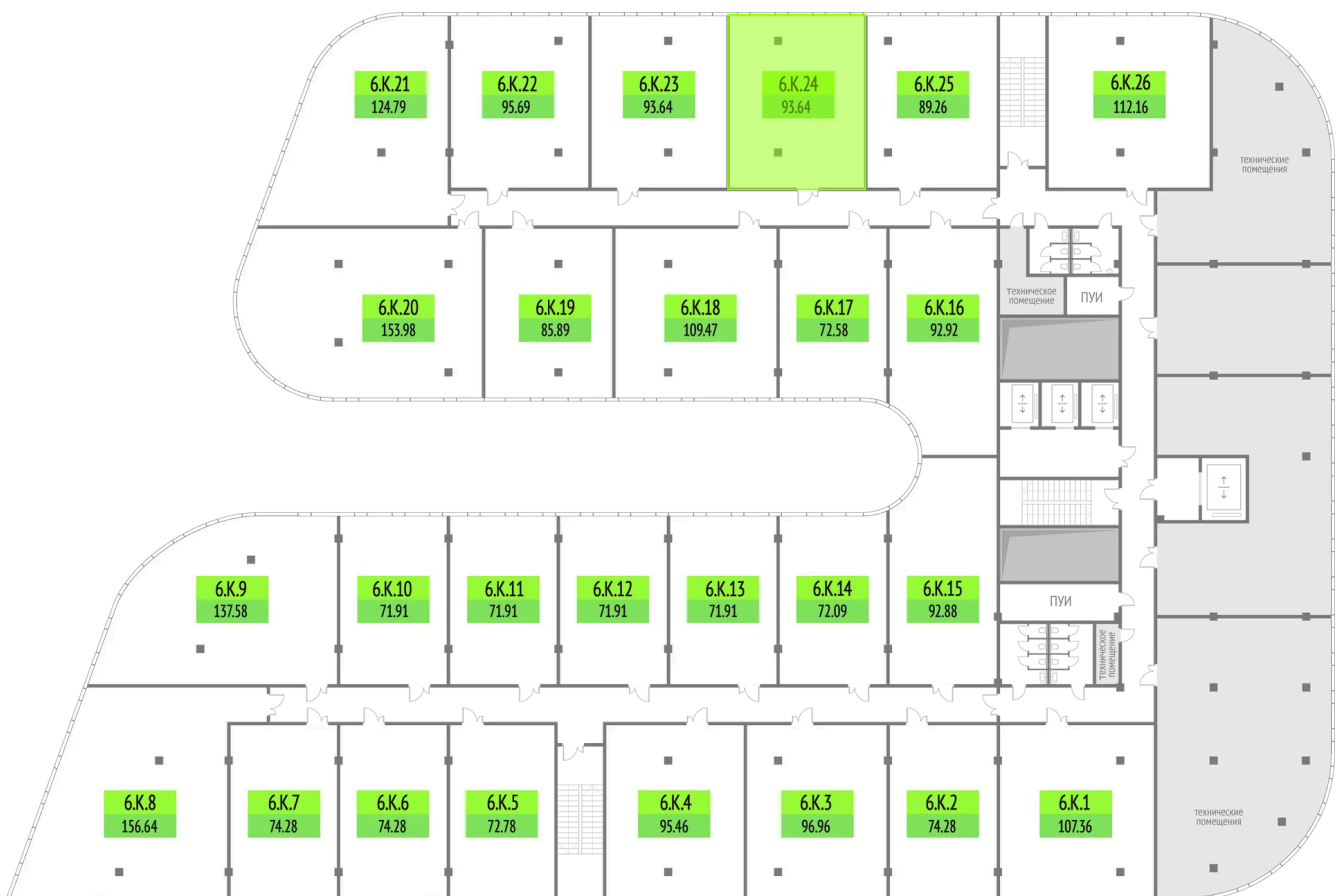 6.К.21
124.79
6.К.22
95.69
6.К.23
93.64
6.К.24
93.64
6.К.25
89.26
6.К.26
112.16
технические
помещения
6.К.20
153.98
6.К.19
85.89
6.К.18
109.47
6.К.17
72.58
6.К.16
92.92
техническое
помещение
ПУИ
6.К.9
137.58
6.К.10
71.91
6.К.11
71.91
6.К.12
71.91
6.К.13
71.91
6.К.14
72.09
6.К.15
92.88
ПУИ
техническое
помещение
6.К.8
156.64
6.К.7
74.28
6.К.6
74.28
6.К.5
72.78
6.К.4
95.46
6.К.3
96.96
6.К.2
74.28
6.К.1
107.36
технические
помещения